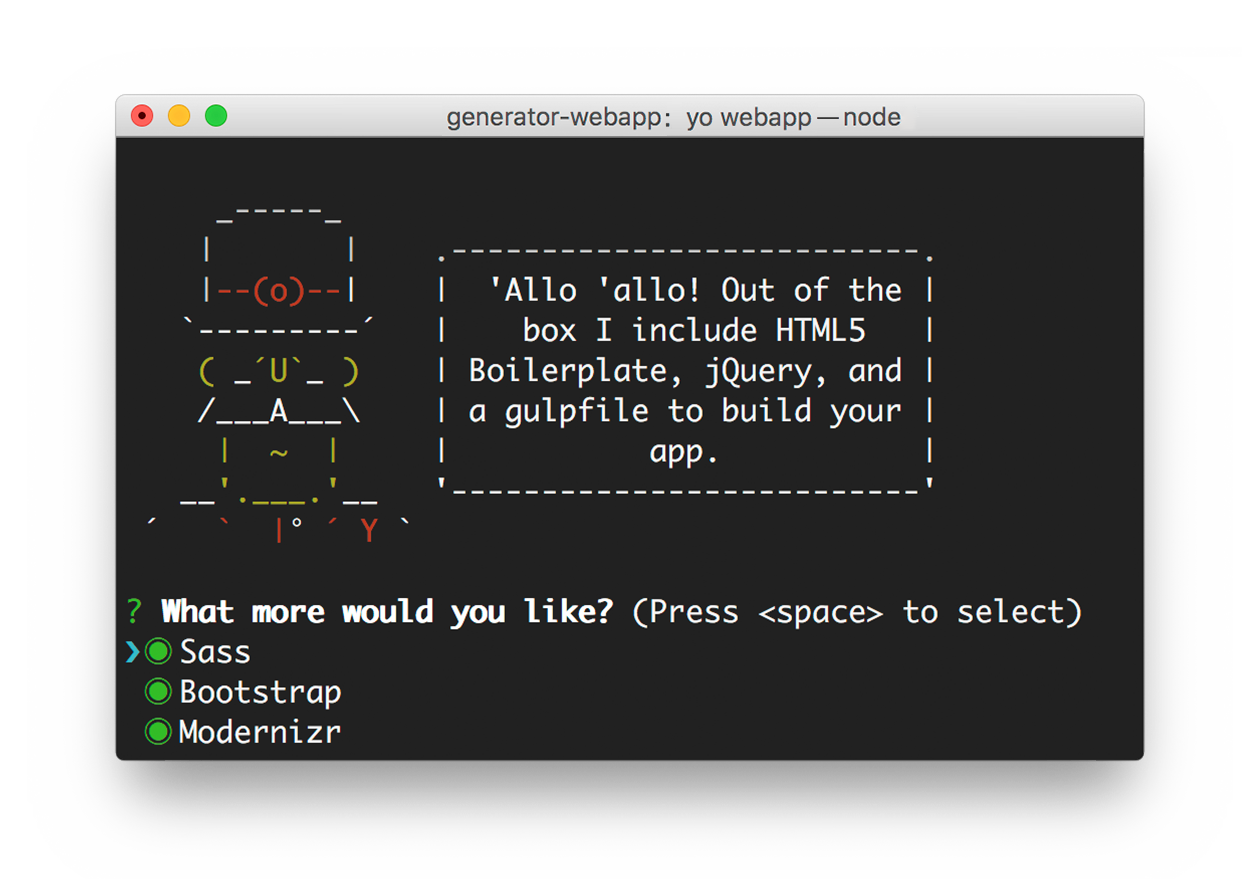 generator-webapp: yo webapp — node
'Allo 'allo! Out of the
box I include HTML5
Boilerplate, jQuery, and
a gulpfile to build your
app.
? What more would you like? (Press <space> to select)
❯◉ Sass
◉ Bootstrap
◉ Modernizr